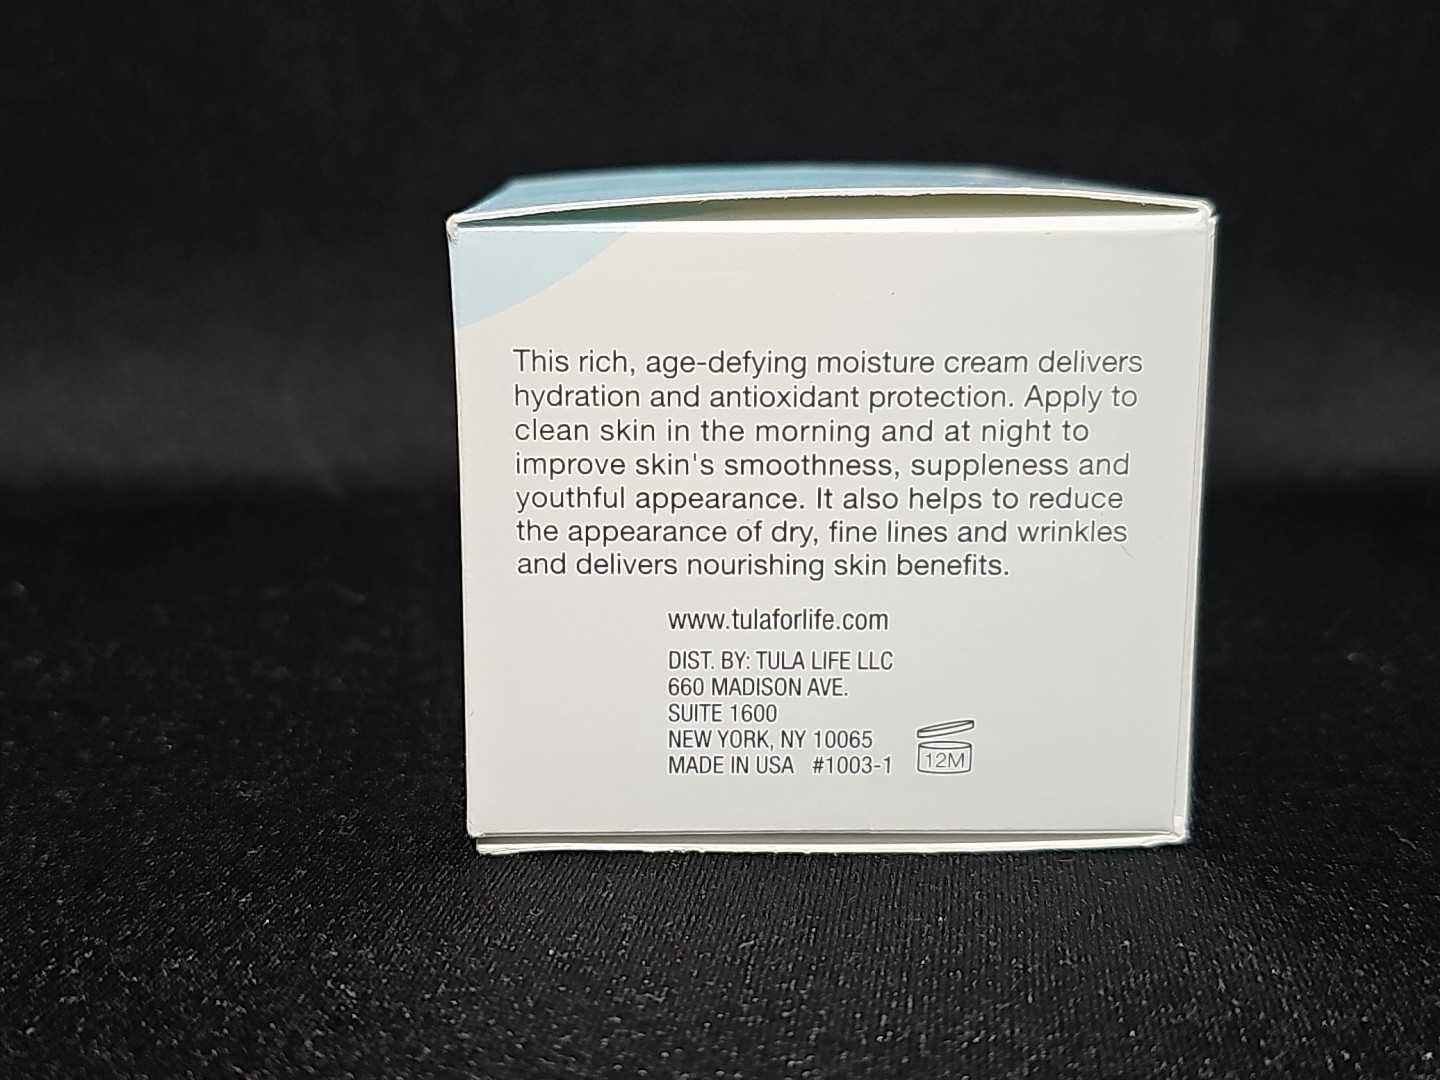 This rich, age-defying moisture cream delivers
hydration and antioxidant protection. Apply to
clean skin in the morning and at night to
improve skin's smoothness, suppleness and
youthful appearance. It also helps to reduce
the appearance of dry, fine lines and wrinkles
and delivers nourishing skin benefits.
www.tulaforlife.com
DIST. BY: TULA LIFE LLC
660 MADISON AVE.
SUITE 1600
NEW YORK, NY 10065
MADE IN USA #1003-1
12M